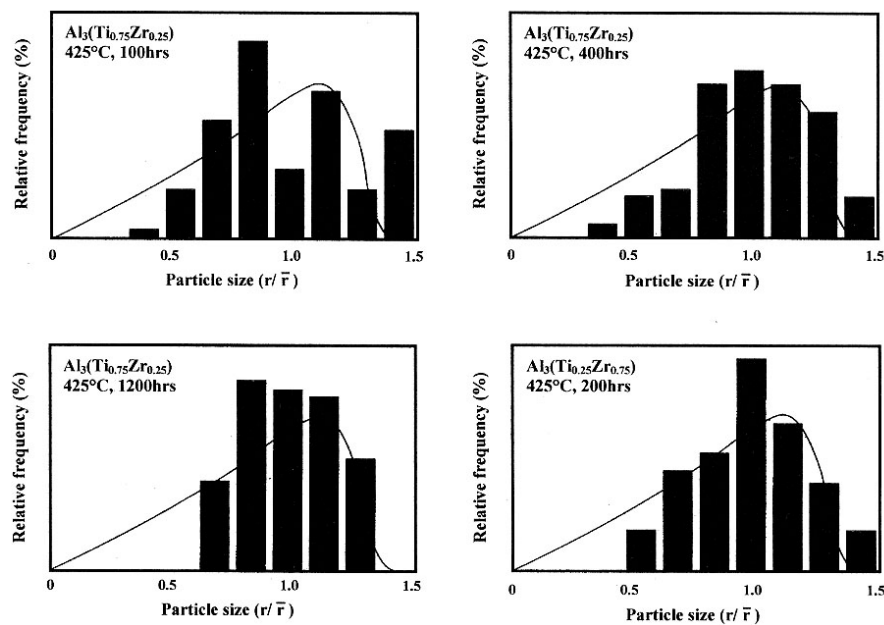 Al₃(Ti₀.₇₅Zr₀.₂₅)
425°C, 100hrs
Relative frequency (%)
0 0.5 1.0 1.5
Particle size (r/ r̅ )
Al₃(Ti₀.₇₅Zr₀.₂₅)
425°C, 400hrs
Relative frequency (%)
0 0.5 1.0 1.5
Particle size (r/ r̅ )
Al₃(Ti₀.₇₅Zr₀.₂₅)
425°C, 1200hrs
Relative frequency (%)
0 0.5 1.0 1.5
Particle size (r/ r̅ )
Al₃(Ti₀.₂₅Zr₀.₇₅)
425°C, 200hrs
Relative frequency (%)
0 0.5 1.0 1.5
Particle size (r/ r̅ )